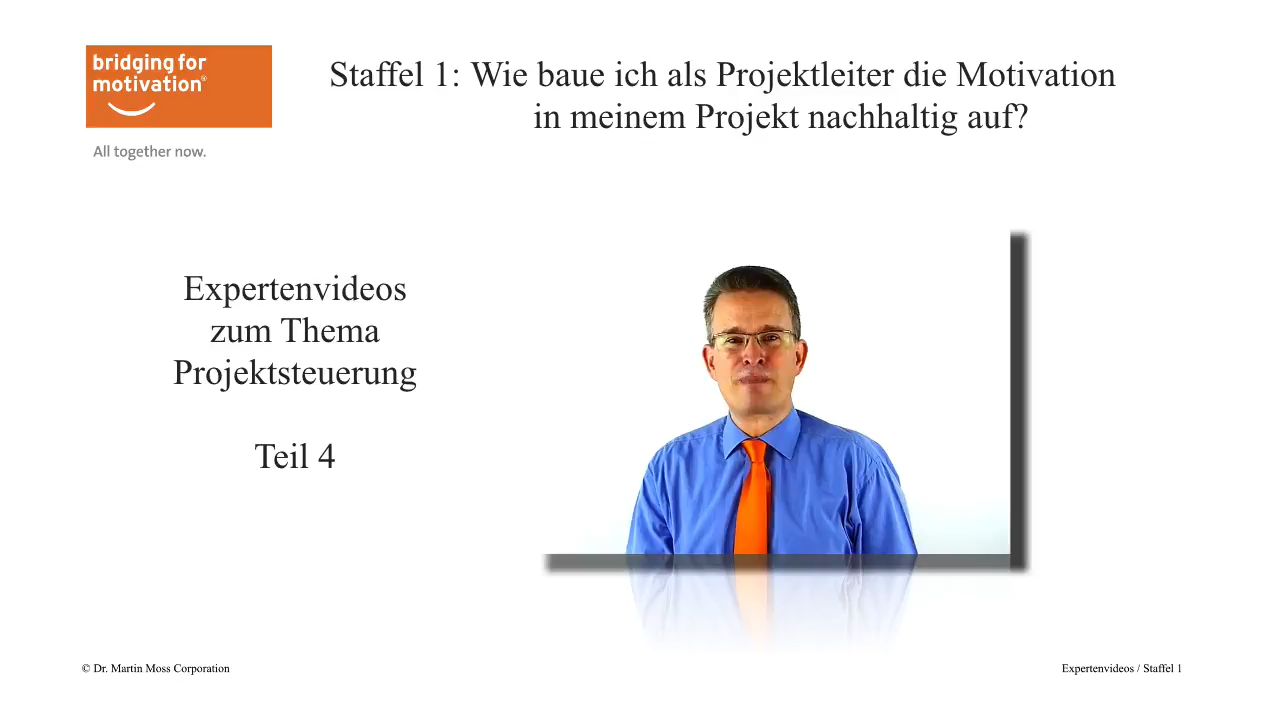 bridging for
motivation®
All together now.
Staffel 1: Wie baue ich als Projektleiter die Motivation
in meinem Projekt nachhaltig auf?
Expertenvideos
zum Thema
Projektsteuerung
Teil 4
© Dr. Martin Moss Corporation
Expertenvideos / Staffel 1